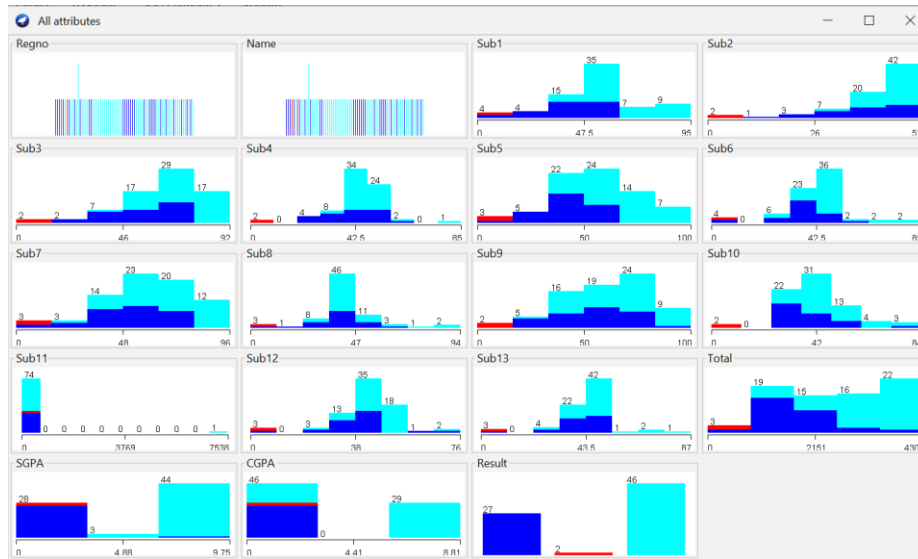 All attributes
Regno Name Sub1 Sub2
4 4 15 35 7 9
0 47.5 95
2 1 3 7 20 42
0 26
Sub3 Sub4 Sub5 Sub6
2 2 7 17 29 17
0 46 92
2 0 4 8 34 24 2 0 1
0 42.5 85
3 5 22 24 14 7
0 50 100
4 0 6 23 36 2 2 2
0 42.5
Sub7 Sub8 Sub9 Sub10
3 3 14 23 20 12
0 48 96
3 1 8 46 11 3 1 2
0 47 94
2 5 16 19 24 9
0 50 100
2 0 22 31 13 4 3
0 42
Sub11 Sub12 Sub13 Total
74 0 0 0 0 0 0 0 0 0 1
0 3769 7538
3 0 3 13 35 18 1 2
0 38 76
3 0 4 22 42 1 2 1
0 43.5 87
3 19 15 16 22
0 2151
SGPA CGPA Result
28 3 44
0 4.88 9.75
46 0 29
0 4.41 8.81
27 2 46